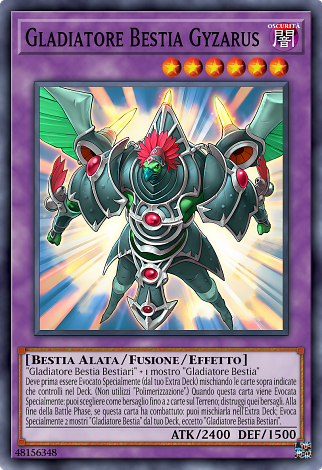 GLADIATORE BESTIA GYZARUS
OSCURITÀ
闇
[BESTIA ALATA/FUSIONE/EFFETTO]
"Gladiatore Bestia Bestiari" + 1 mostro "Gladiatore Bestia"
Deve prima essere Evocato Specialmente (dal tuo Extra Deck) mischiando le carte sopra indicate
che controlli nel Deck. (Non utilizzi "Polimerizzazione".) Quando questa carta viene Evocata
Specialmente: puoi scegliere come bersaglio fino a 2 carte sul Terreno; distruggi quei bersagli. Alla
fine della Battle Phase, se questa carta ha combattuto: puoi mischiarla nell'Extra Deck; Evoca
Specialmente 2 mostri "Gladiatore Bestia" dal tuo Deck, eccetto "Gladiatore Bestia Bestiari".
ATK/2400 DEF/1500
48156348